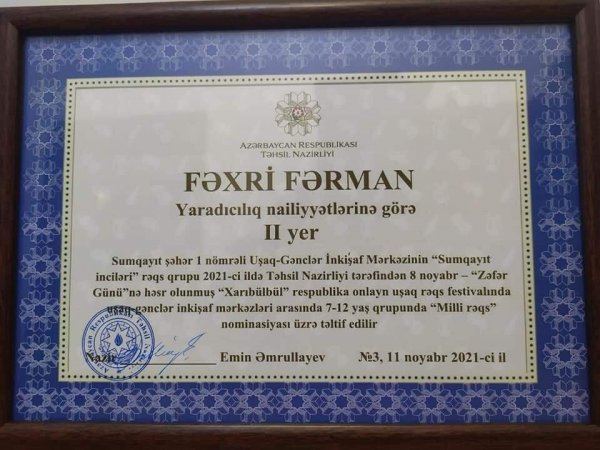 AZƏRBAYCAN RESPUBLİKASI
TƏHSİL NAZİRLİYİ
FƏXRİ FƏRMAN
Yaradıcılıq nailiyyətlərinə görə
II yer
Sumqayıt şəhər 1 nömrəli Uşaq-Gənclər İnkişaf Mərkəzinin “Sumqayıt
inciləri” rəqs qrupu 2021-ci ildə Təhsil Nazirliyi tərəfindən 8 noyabr – “Zəfər
Günü”nə həsr olunmuş “Xarıbülbül” respublika onlayn uşaq rəqs festivalında
uşaq-gənclər inkişaf mərkəzləri arasında 7-12 yaş qrupunda “Milli rəqs”
nominasiyası üzrə təltif edilir
Nazir Emin Əmrullayev №3, 11 noyabr 2021-ci il